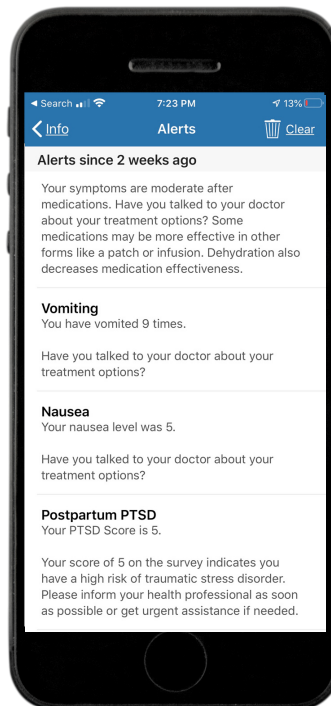 ◀ Search 7:23 PM 13%
Info Alerts Clear
Alerts since 2 weeks ago
Your symptoms are moderate after
medications. Have you talked to your doctor
about your treatment options? Some
medications may be more effective in other
forms like a patch or infusion. Dehydration also
decreases medication effectiveness.
Vomiting
You have vomited 9 times.
Have you talked to your doctor about your
treatment options?
Nausea
Your nausea level was 5.
Have you talked to your doctor about your
treatment options?
Postpartum PTSD
Your PTSD Score is 5.
Your score of 5 on the survey indicates you
have a high risk of traumatic stress disorder.
Please inform your health professional as soon
as possible or get urgent assistance if needed.